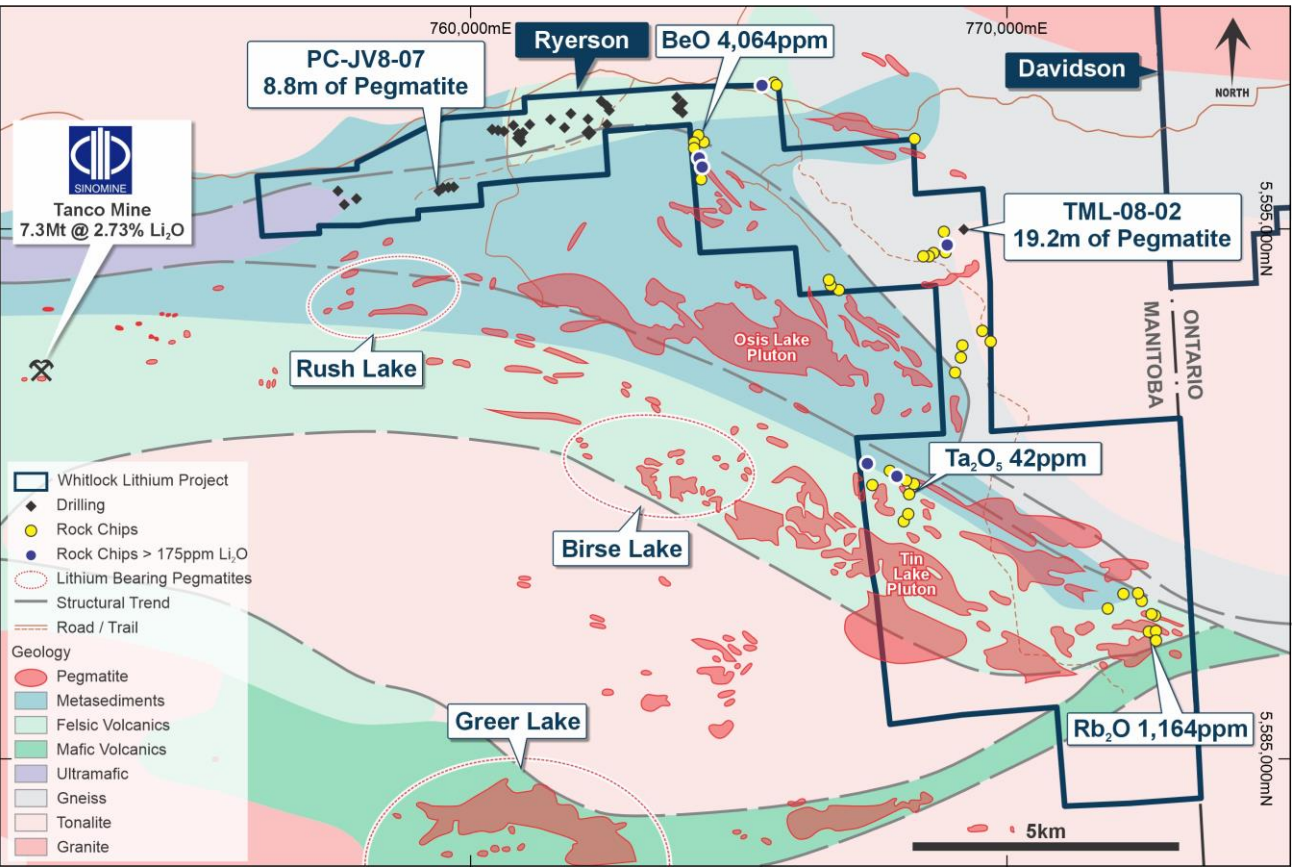 760,000mE
770,000mE
Ryerson
BeO 4,064ppm
PC-JV8-07
8.8m of Pegmatite
Davidson
NORTH
SINOMINE
Tanco Mine
7.3Mt @ 2.73% Li₂O
5,595,000mN
TML-08-02
19.2m of Pegmatite
Rush Lake
Osis Lake
Pluton
MANITOBA
ONTARIO
Ta₂O₅ 42ppm
Birse Lake
Tin
Lake
Pluton
Greer Lake
Rb₂O 1,164ppm
5,585,000mN
5km
Whitlock Lithium Project
Drilling
Rock Chips
Rock Chips > 175ppm Li₂O
Lithium Bearing Pegmatites
Structural Trend
Road / Trail
Geology
Pegmatite
Metasediments
Felsic Volcanics
Mafic Volcanics
Ultramafic
Gneiss
Tonalite
Granite